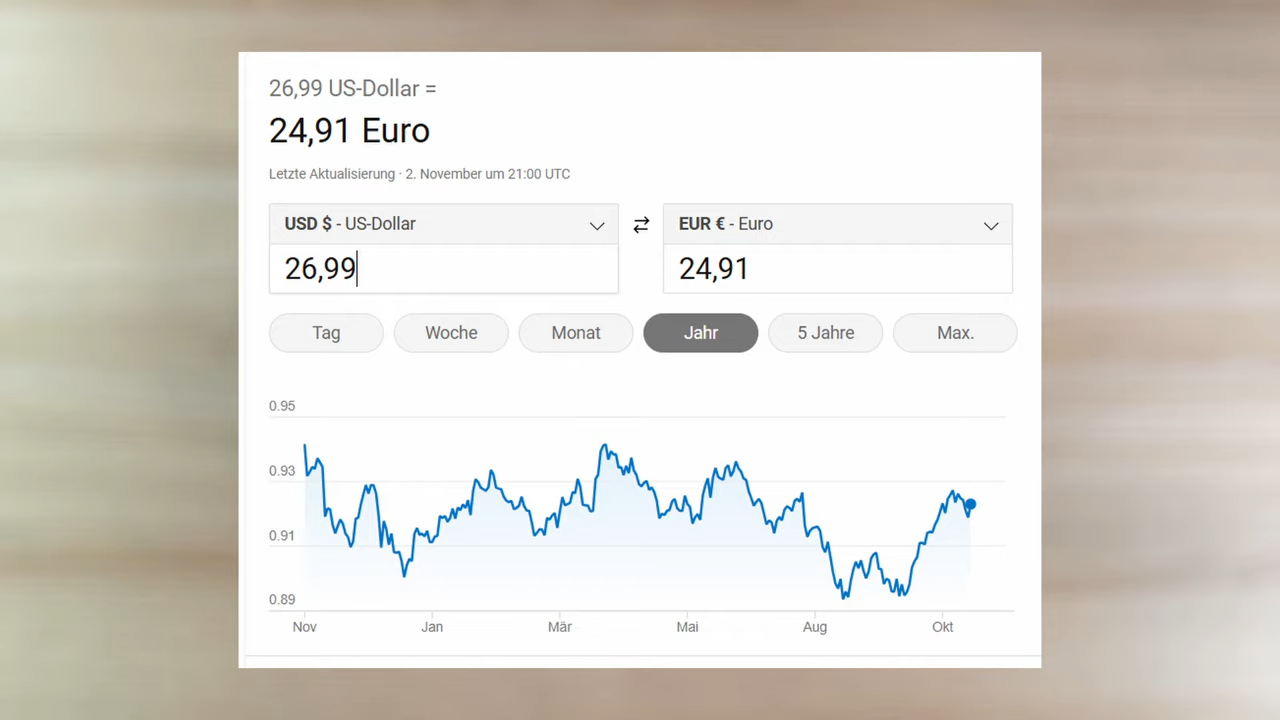 26,99 US-Dollar =
24,91 Euro
Letzte Aktualisierung · 2. November um 21:00 UTC
USD $ - US-Dollar
EUR € - Euro
26,99
24,91
Tag
Woche
Monat
Jahr
5 Jahre
Max.
0.95
0.93
0.91
0.89
Nov
Jan
Mär
Mai
Aug
Okt